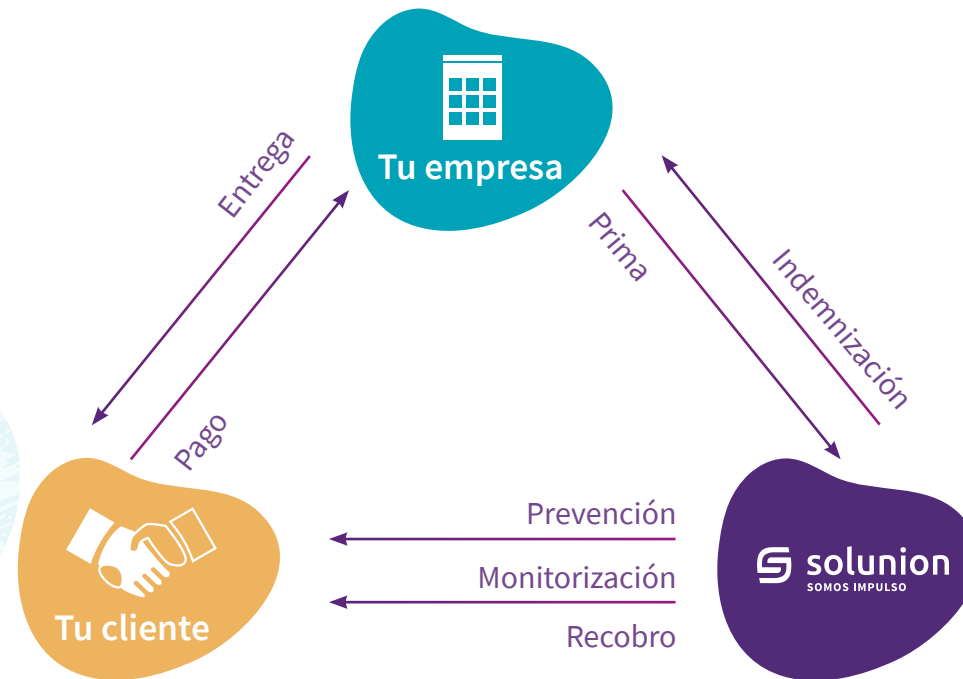 Tu empresa
Entrega
Pago
Prima
Indemnización
Prevención
Monitorización
Recobro
Tu cliente
solunion
SOMOS IMPULSO